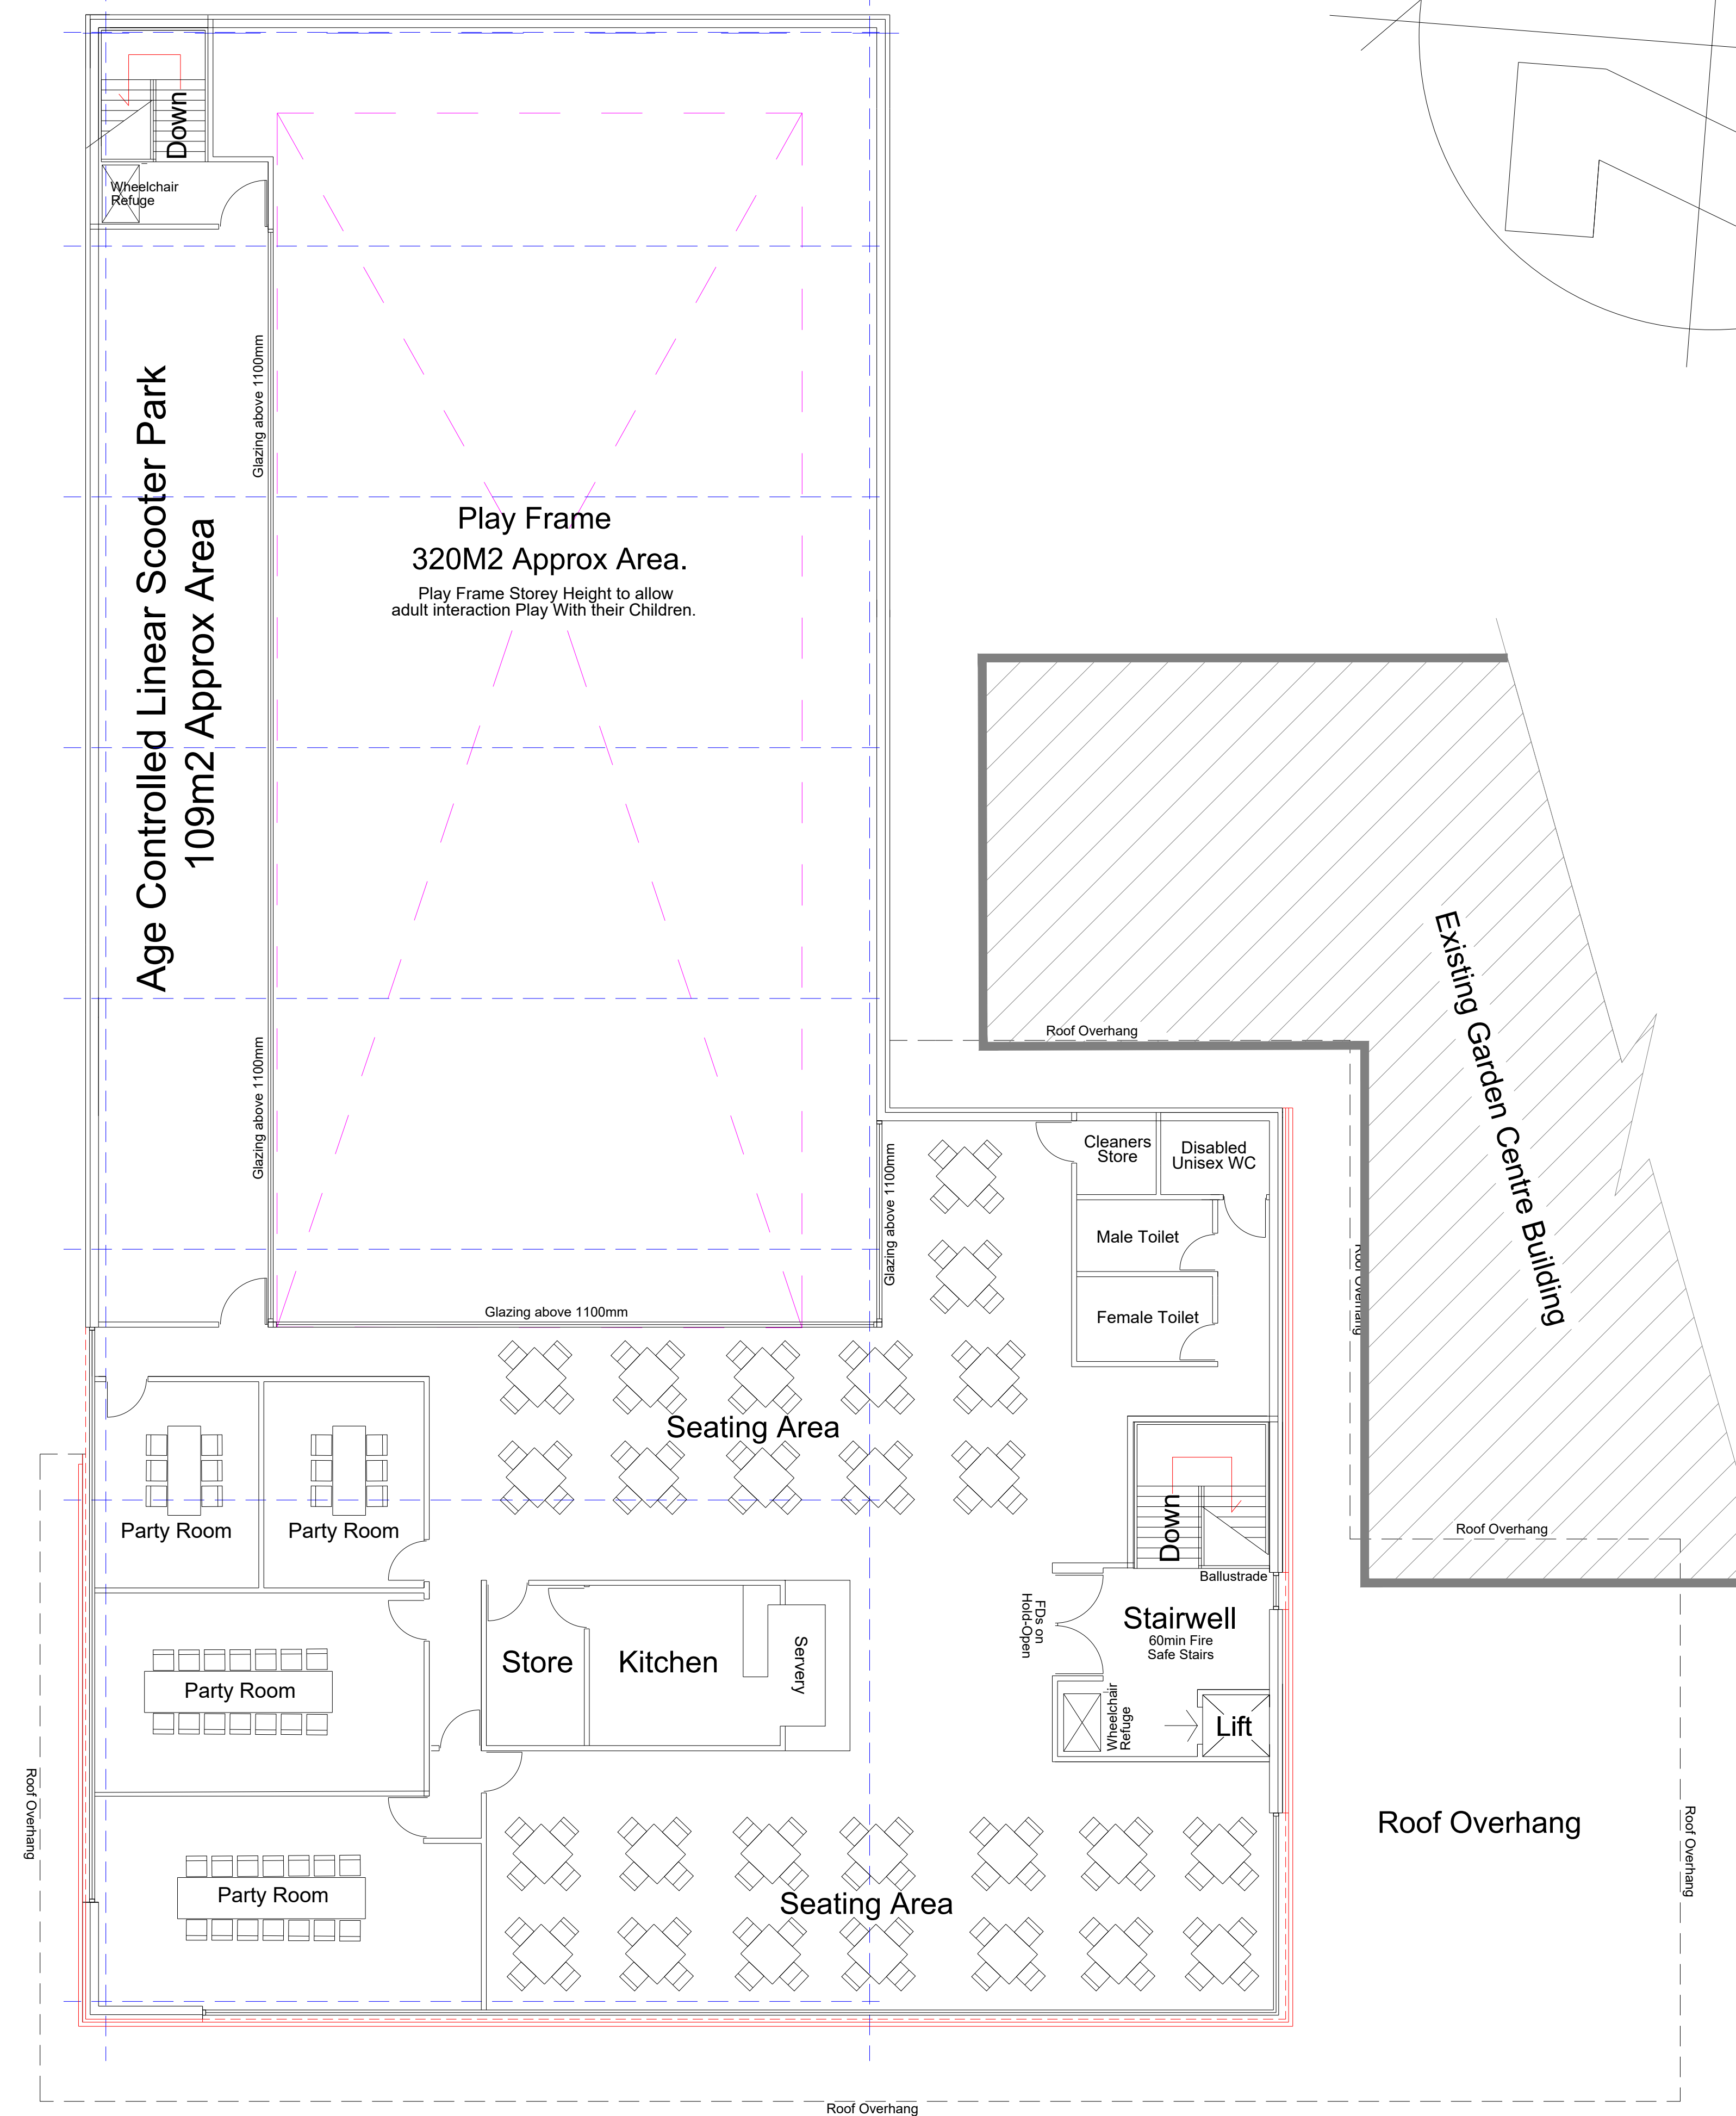 Down
Wheelchair
Refuge
Glazing above 1100mm
Age Controlled Linear Scooter Park
109m2 Approx Area
Play Frame
320M2 Approx Area.
Play Frame Storey Height to allow
adult interaction Play With their Children.
Existing Garden Centre Building
Roof Overhang
Glazing above 1100mm
Glazing above 1100mm
Cleaners
Store
Disabled
Unisex WC
Male Toilet
Roof Overhang
Female Toilet
Glazing above 1100mm
Seating Area
Down
Party Room
Party Room
Roof Overhang
Ballustrade
FDs on
Hold-Open
Stairwell
60min Fire
Safe Stairs
Store
Kitchen
Servery
Party Room
Wheelchair
Refuge
Lift
Roof Overhang
Roof Overhang
Roof Overhang
Party Room
Seating Area
Roof Overhang